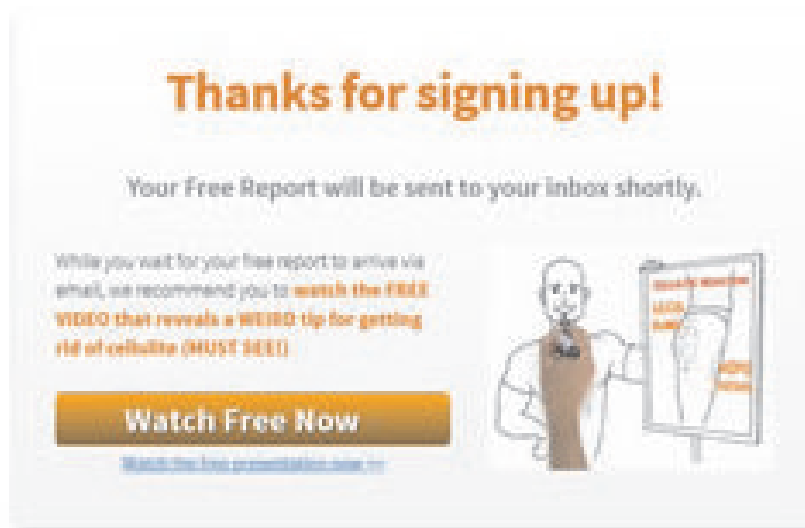 Thanks for signing up!
Your Free Report will be sent to your inbox shortly.
While you wait for your free report to arrive via
email, we recommend you to watch the FREE
VIDEO that reveals a WEIRD tip for getting
rid of cellulite (MUST SEE!)
Watch Free Now
Watch the free presentation now >>